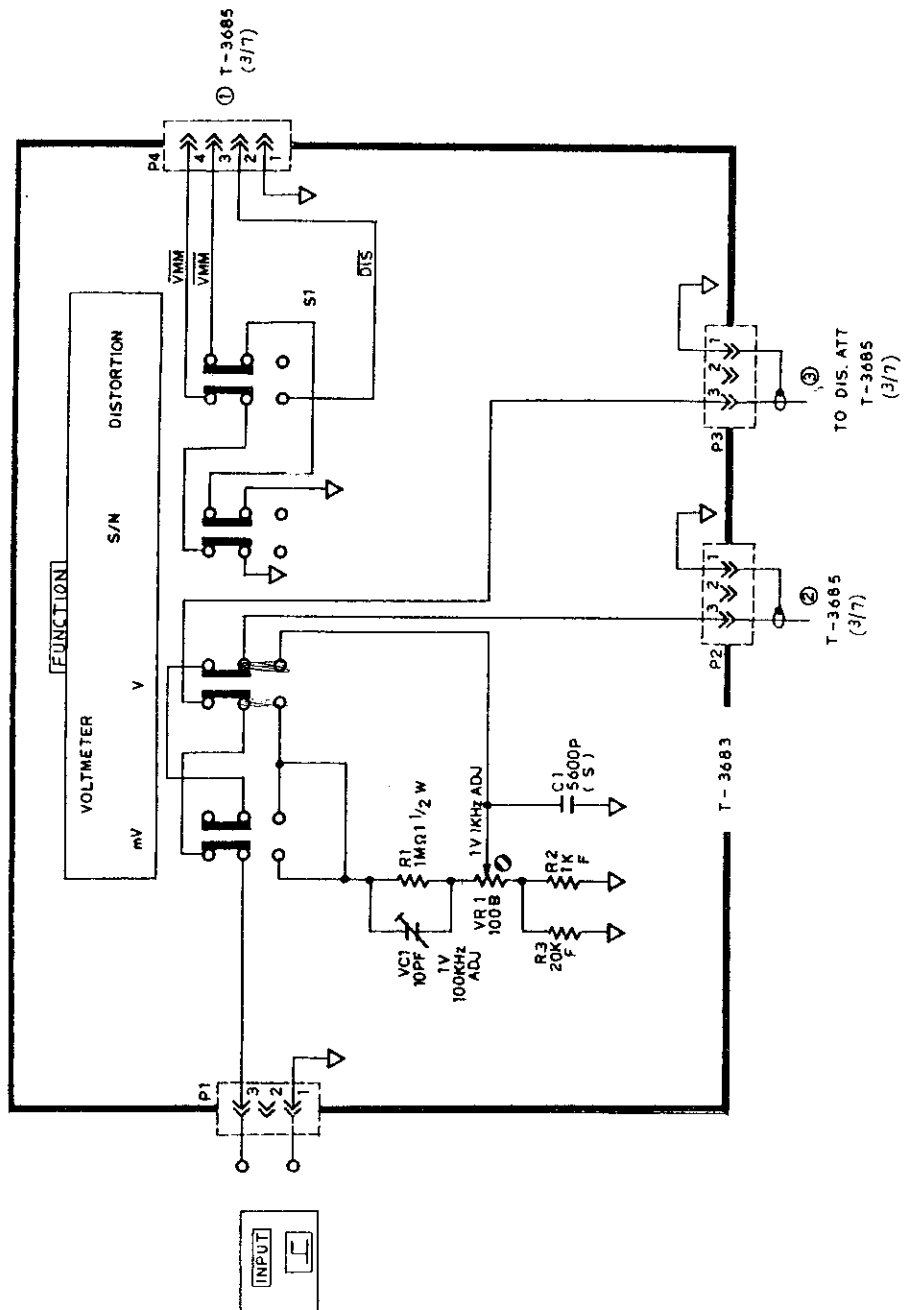 ① T-3685
(3/7)
P4
4
3
2
1
FUNCTION
VOLTMETER
mV
V
S/N
DISTORTION
VMM
VMM
DIS
S1
P1
3
2
1
INPUT
R1
1MΩ 1/2 W
VC1
10PF
1V
100KHz
ADJ
VR1
100B
1V 1KHz ADJ
C1
5600P
(S)
R2
1K
F
R3
20K
F
P2
3
2
1
②
T-3685
(3/7)
P3
3
2
1
③
TO DIS. ATT
T-3685
(3/7)
T-3683